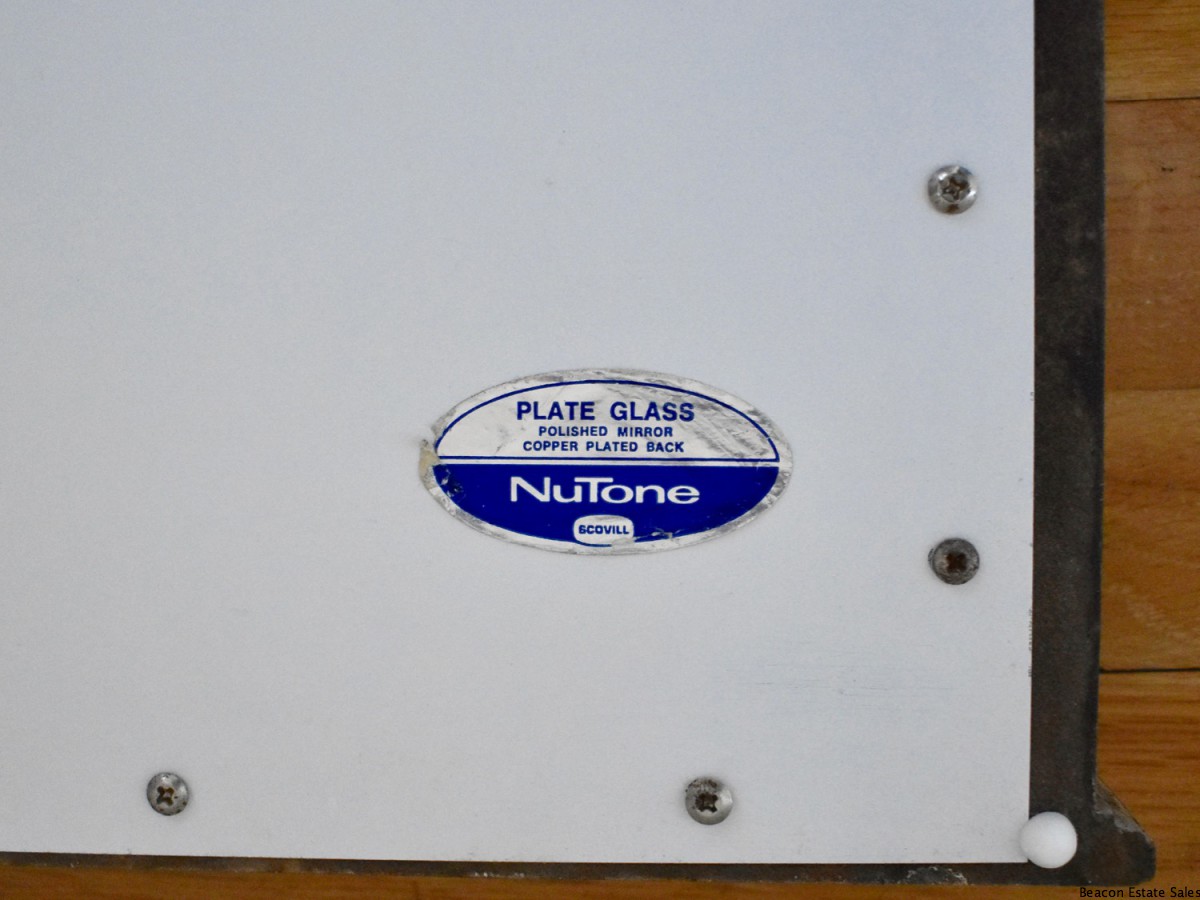 PLATE GLASS
POLISHED MIRROR
COPPER PLATED BACK
NuTone
SCOVILL
Beacon Estate Sales